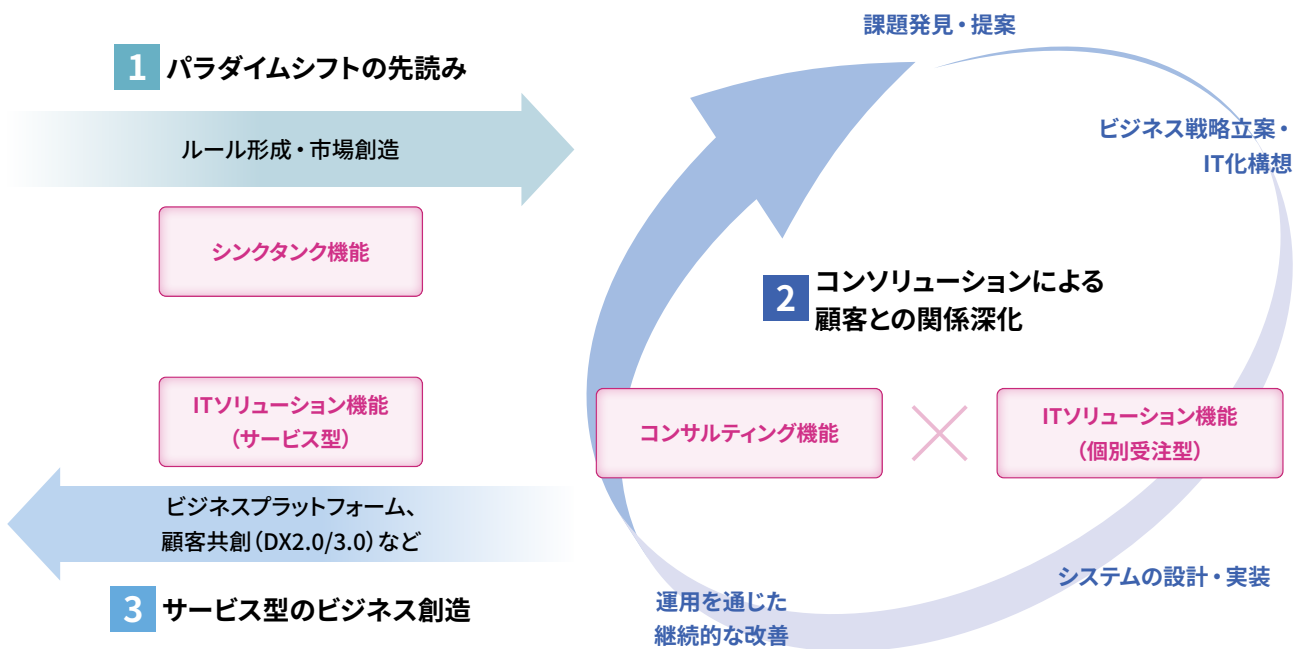 1 パラダイムシフトの先読み
ルール形成・市場創造
シンクタンク機能
課題発見・提案
ビジネス戦略立案・
IT化構想
2 コンソリューションによる
顧客との関係深化
コンサルティング機能
ITソリューション機能
（個別受注型）
システムの設計・実装
運用を通じた
継続的な改善
ITソリューション機能
（サービス型）
ビジネスプラットフォーム、
顧客共創（DX2.0/3.0）など
3 サービス型のビジネス創造